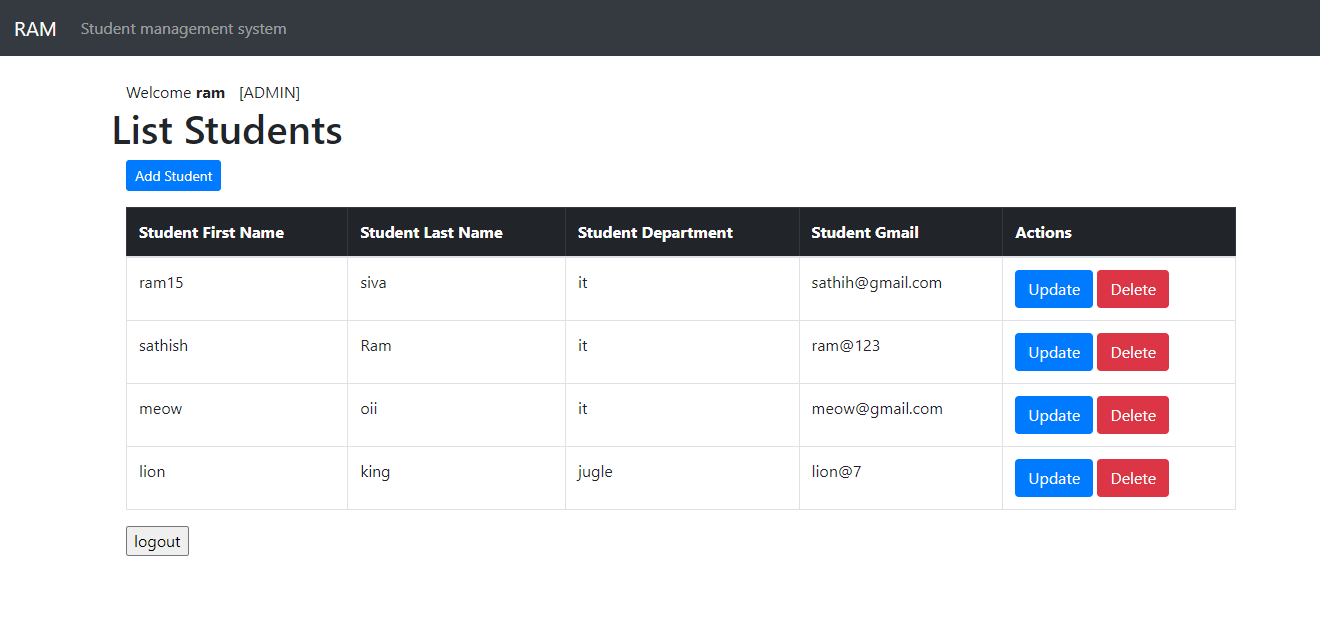 RAM Student management system
Welcome ram [ADMIN]
List Students
Add Student
Student First Name Student Last Name Student Department Student Gmail Actions
ram15 siva it sathih@gmail.com Update Delete
sathish Ram it ram@123 Update Delete
meow oii it meow@gmail.com Update Delete
lion king jugle lion@7 Update Delete
logout